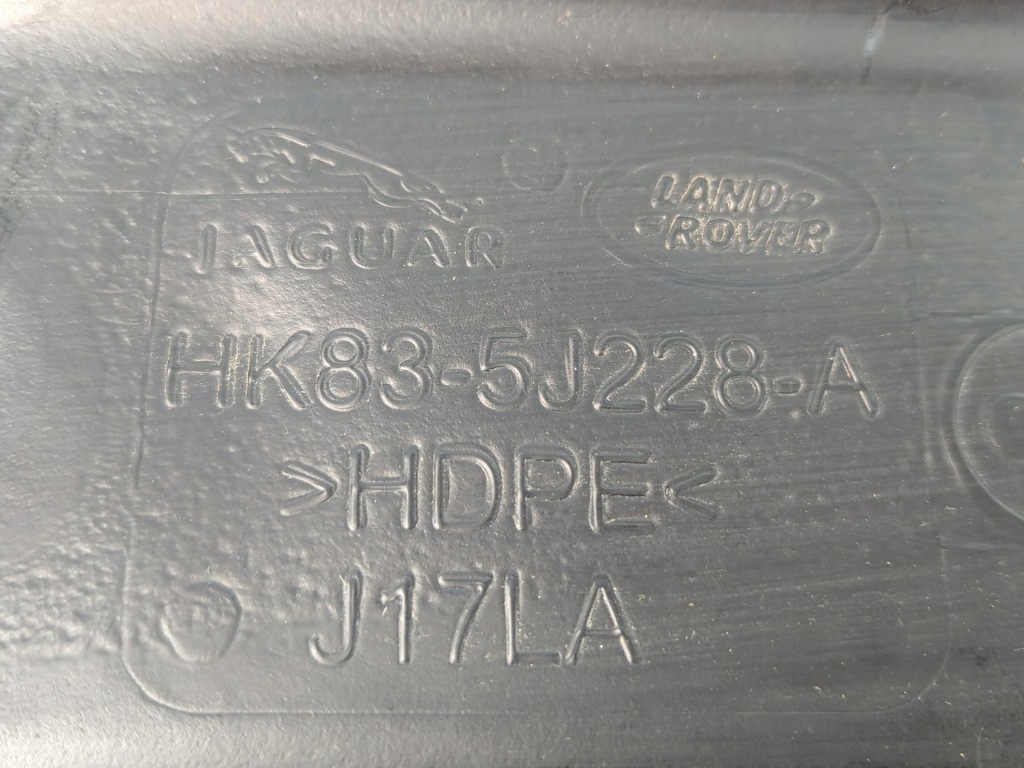 JAGUAR
LAND-
-ROVER
HK83-5J228-A
>HDPE<
J17LA